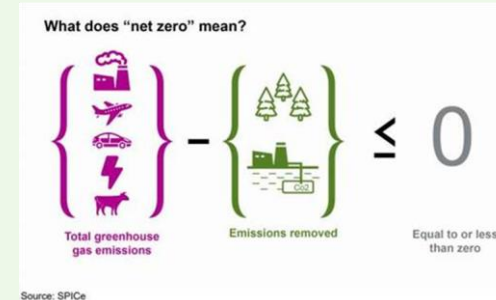 What does “net zero” mean?
− ≤ 0
Co2
Total greenhouse
gas emissions
Emissions removed
Equal to or less
than zero
Source: SPICe